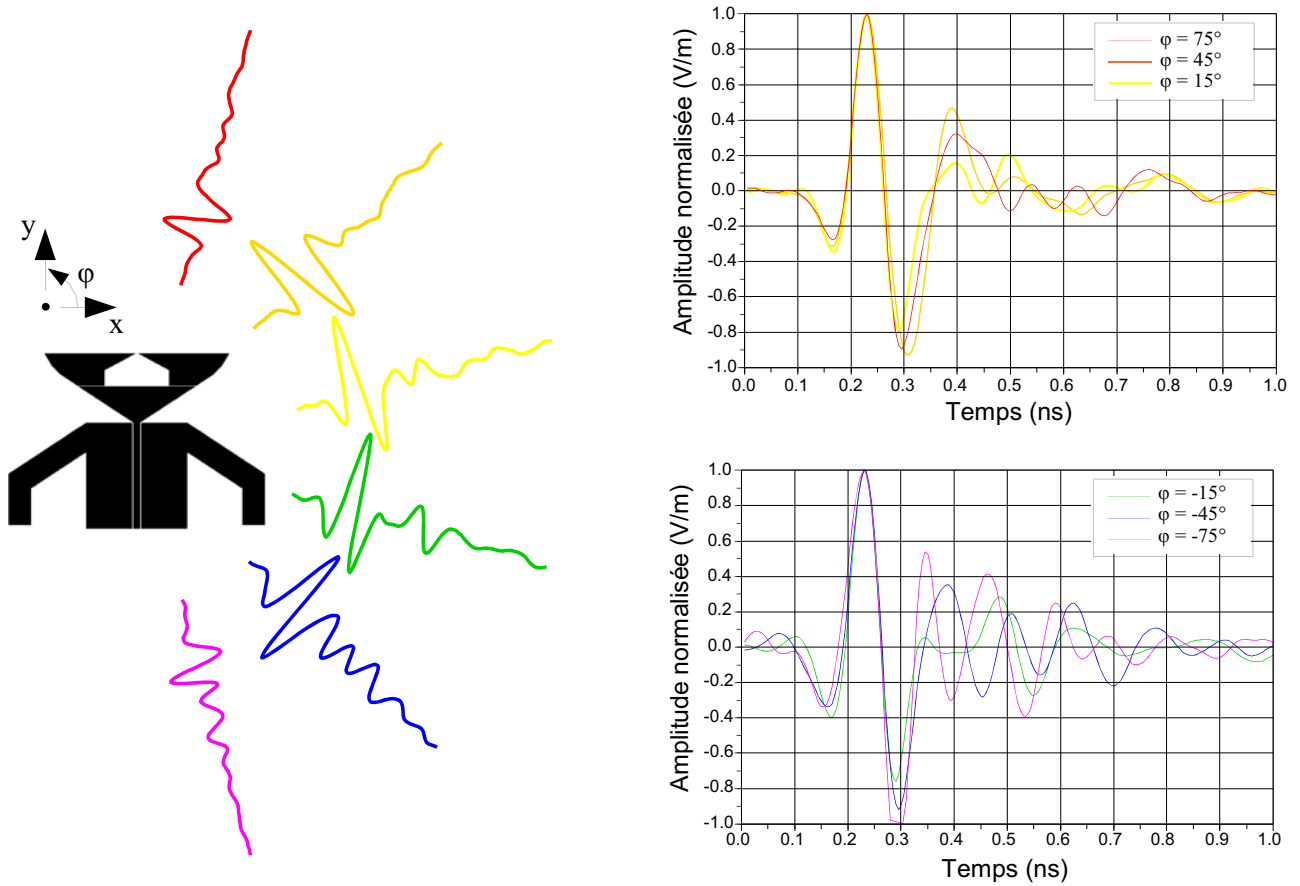 y
φ
x
Amplitude normalisée (V/m)
1.0
0.8
0.6
0.4
0.2
0.0
-0.2
-0.4
-0.6
-0.8
-1.0
φ = 75°
φ = 45°
φ = 15°
0.0 0.1 0.2 0.3 0.4 0.5 0.6 0.7 0.8 0.9 1.0
Temps (ns)
Amplitude normalisée (V/m)
1.0
0.8
0.6
0.4
0.2
0.0
-0.2
-0.4
-0.6
-0.8
-1.0
φ = -15°
φ = -45°
φ = -75°
0.0 0.1 0.2 0.3 0.4 0.5 0.6 0.7 0.8 0.9 1.0
Temps (ns)